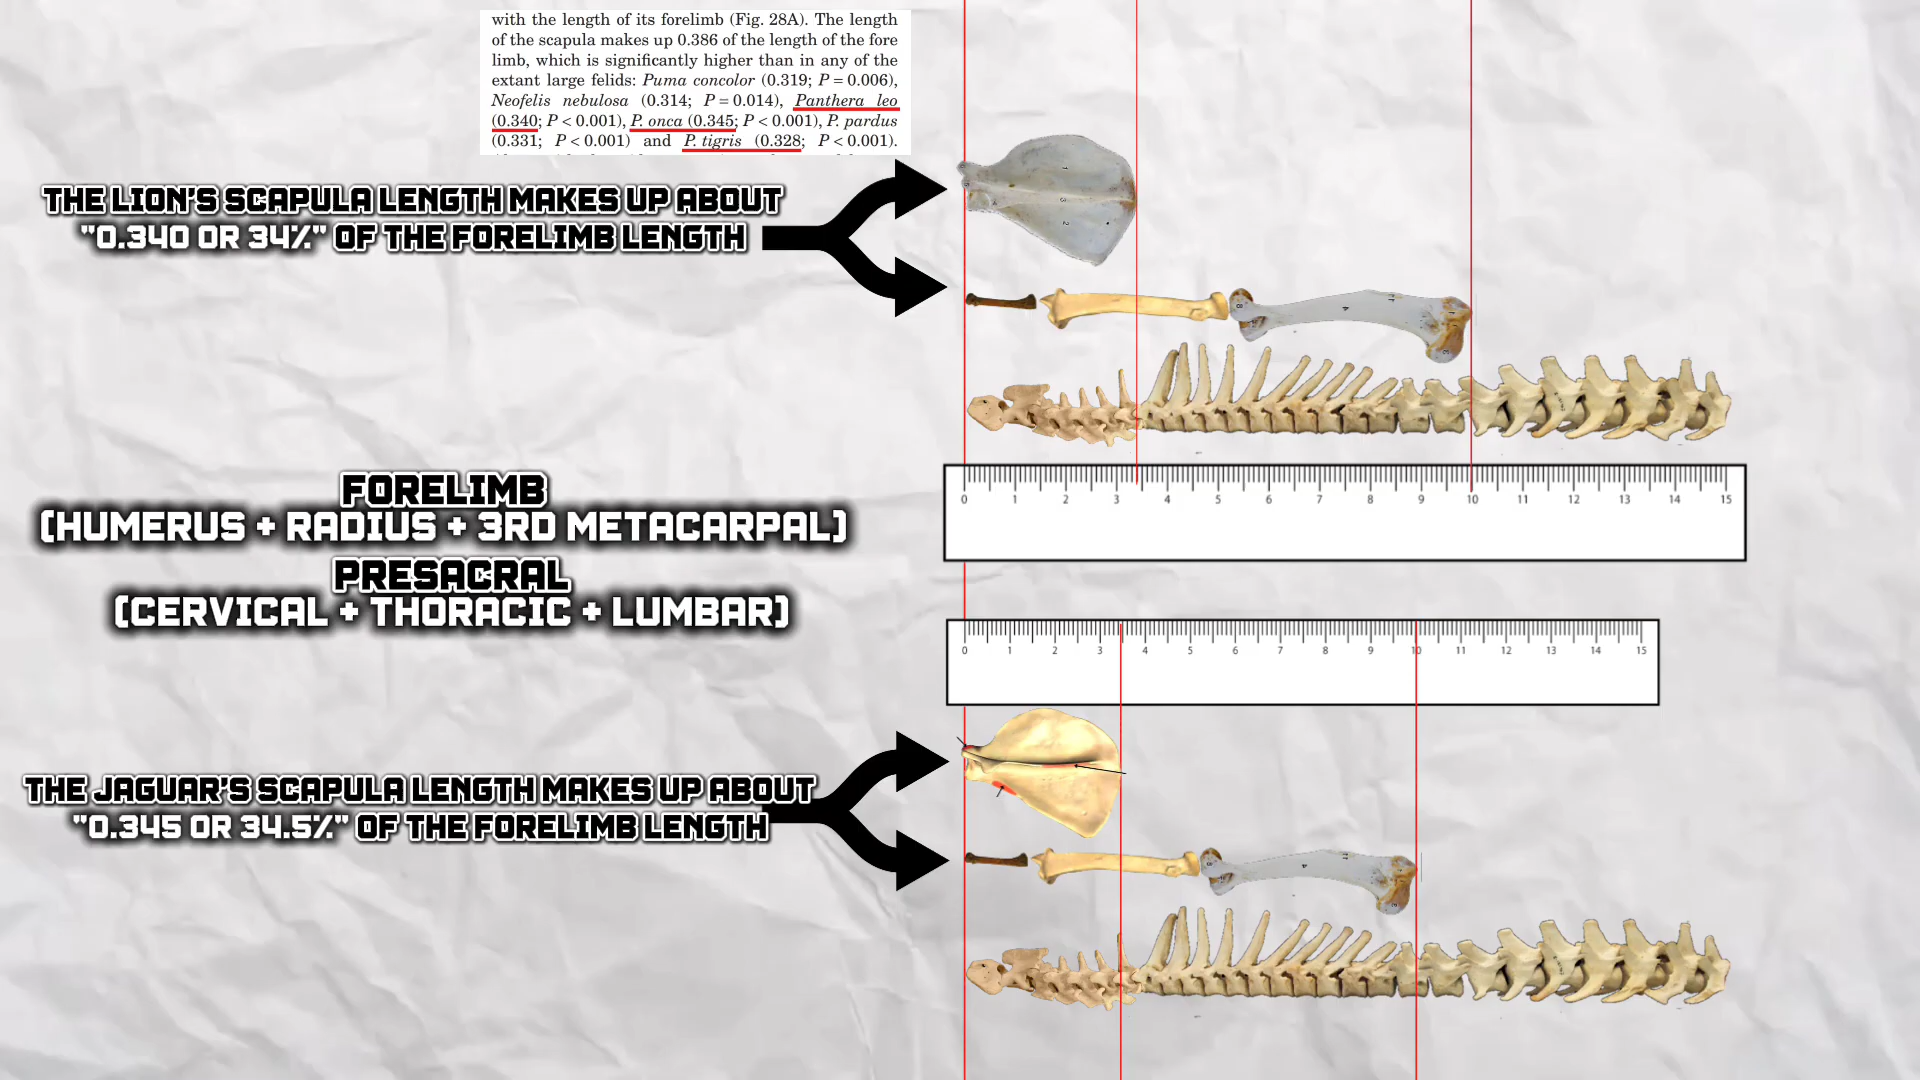 with the length of its forelimb (Fig. 28A). The length
of the scapula makes up 0.386 of the length of the fore
limb, which is significantly higher than in any of the
extant large felids: Puma concolor (0.319; P = 0.006),
Neofelis nebulosa (0.314; P = 0.014), Panthera leo
(0.340; P < 0.001), P. onca (0.345; P < 0.001), P. pardus
(0.331; P < 0.001) and P. tigris (0.328; P < 0.001).
THE LION'S SCAPULA LENGTH MAKES UP ABOUT
"0.340 OR 34%" OF THE FORELIMB LENGTH
FORELIMB
(HUMERUS + RADIUS + 3RD METACARPAL)
PRESACRAL
(CERVICAL + THORACIC + LUMBAR)
0 1 2 3 4 5 6 7 8 9 10 11 12 13 14 15
0 1 2 3 4 5 6 7 8 9 10 11 12 13 14 15
THE JAGUAR'S SCAPULA LENGTH MAKES UP ABOUT
"0.345 OR 34.5%" OF THE FORELIMB LENGTH